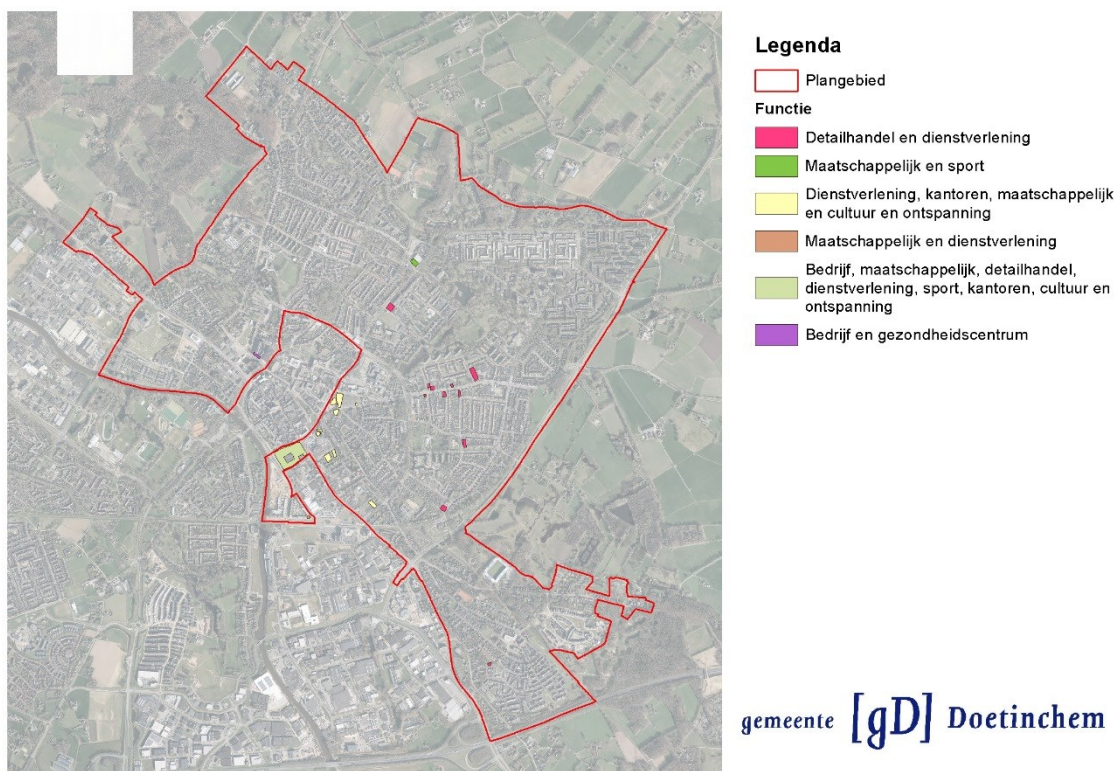 Legenda
Plangebied
Functie
Detailhandel en dienstverlening
Maatschappelijk en sport
Dienstverlening, kantoren, maatschappelijk
en cultuur en ontspanning
Maatschappelijk en dienstverlening
Bedrijf, maatschappelijk, detailhandel,
dienstverlening, sport, kantoren, cultuur en
ontspanning
Bedrijf en gezondheidscentrum
gemeente [gD] Doetinchem